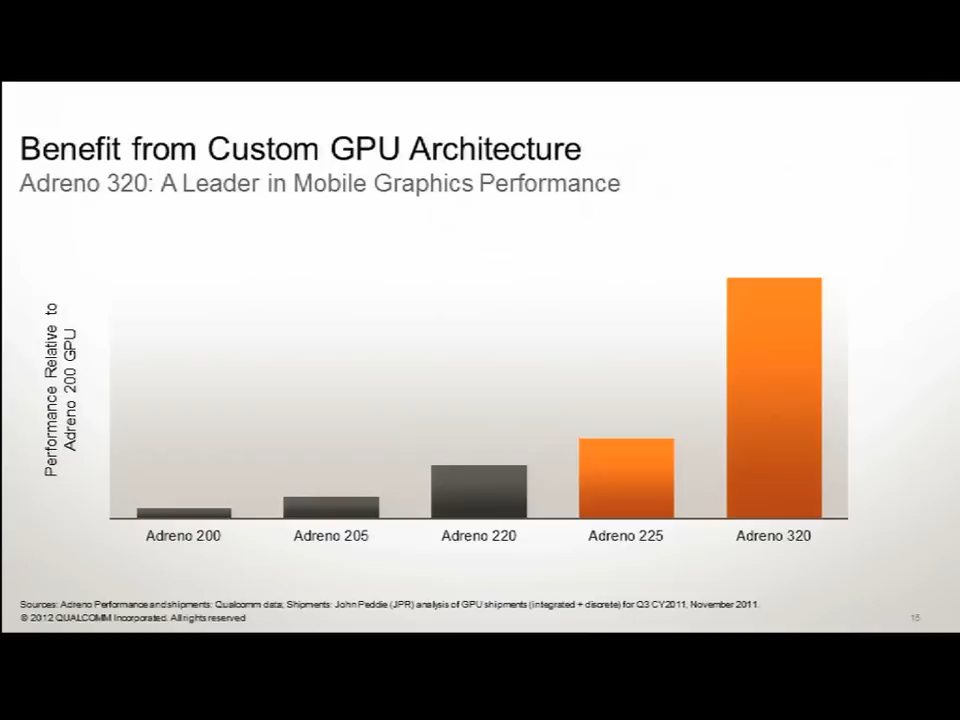 Benefit from Custom GPU Architecture
Adreno 320: A Leader in Mobile Graphics Performance
Performance Relative to
Adreno 200 GPU
Adreno 200
Adreno 205
Adreno 220
Adreno 225
Adreno 320
Sources: Adreno Performance and shipments: Qualcomm data; Shipments: John Peddie (JPR) analysis of GPU shipments (integrated + discrete) for Q3 CY2011, November 2011.
© 2012 QUALCOMM Incorporated. All rights reserved
15